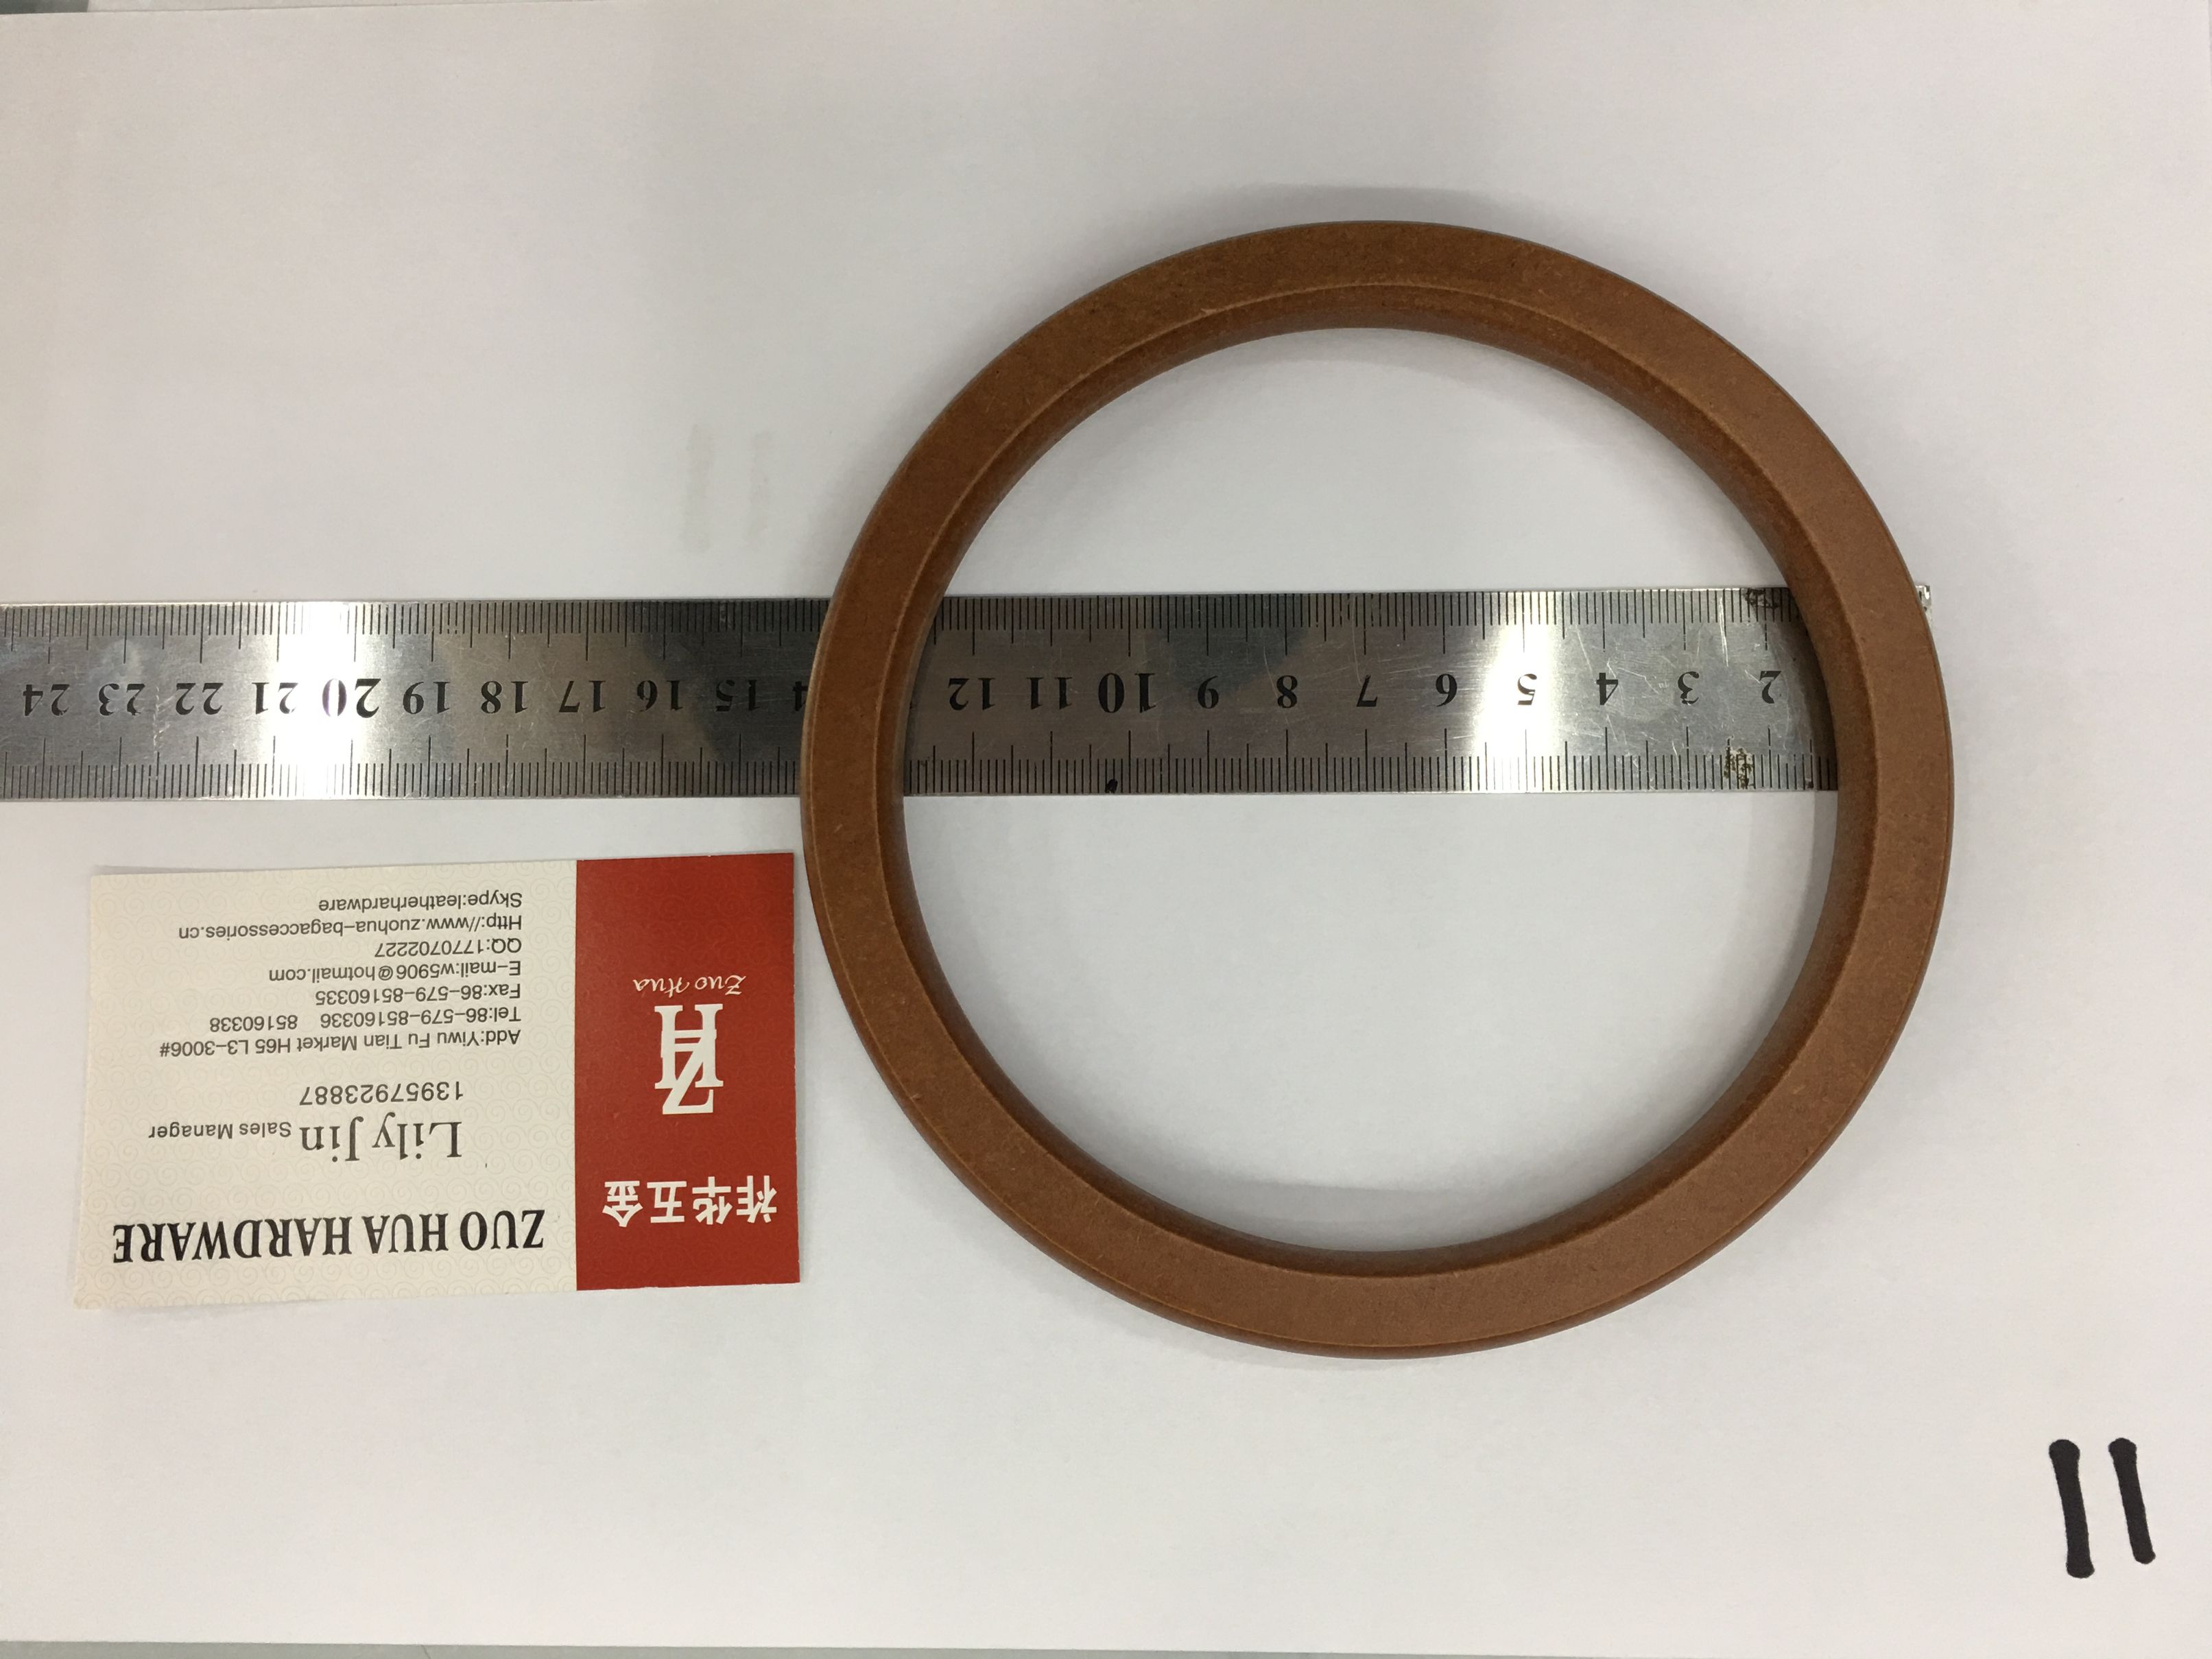 ZUO HUA HARDWARE
Lily Jin Sales Manager
13957923887
Add:Yiwu Fu Tian Market H65 L3-3006#
Tel:86-579-85160336 85160338
Fax:86-579-85160335
E-mail:w5906@hotmail.com
QQ:1770702227
Http://www.zuohua-bagaccessories.cn
Skype:leatherhardware
祚华五金
ZH
Zuo Hua
2 3 4 5 6 7 8 9 10 11 12 15 16 17 18 19 20 21 22 23 24
11